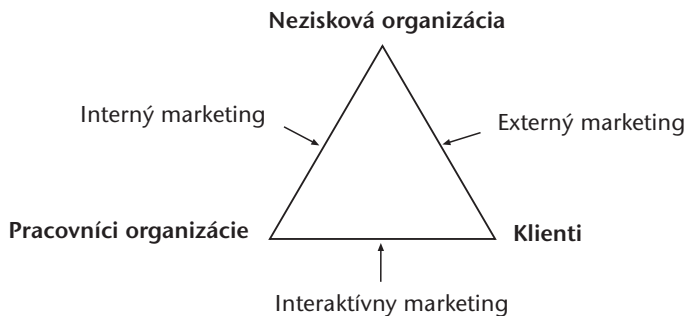 Nezisková organizácia
Interný marketing
Externý marketing
Pracovníci organizácie
Klienti
Interaktívny marketing